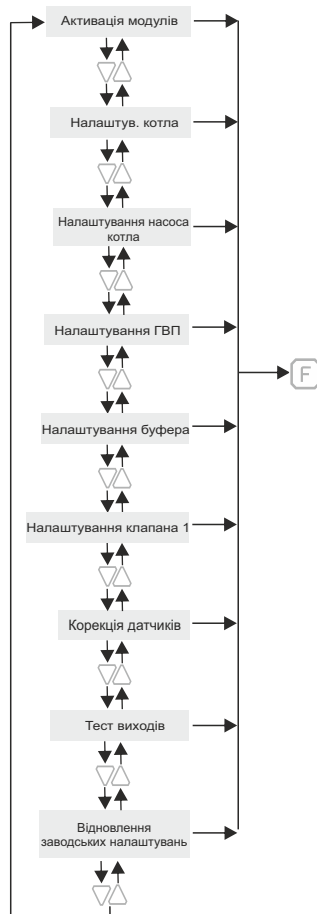 Активація модулів
Налаштув. котла
Налаштування насоса
котла
Налаштування ГВП
F
Налаштування буфера
Налаштування клапана 1
Корекція датчиків
Тест виходів
Відновлення
заводських налаштувань